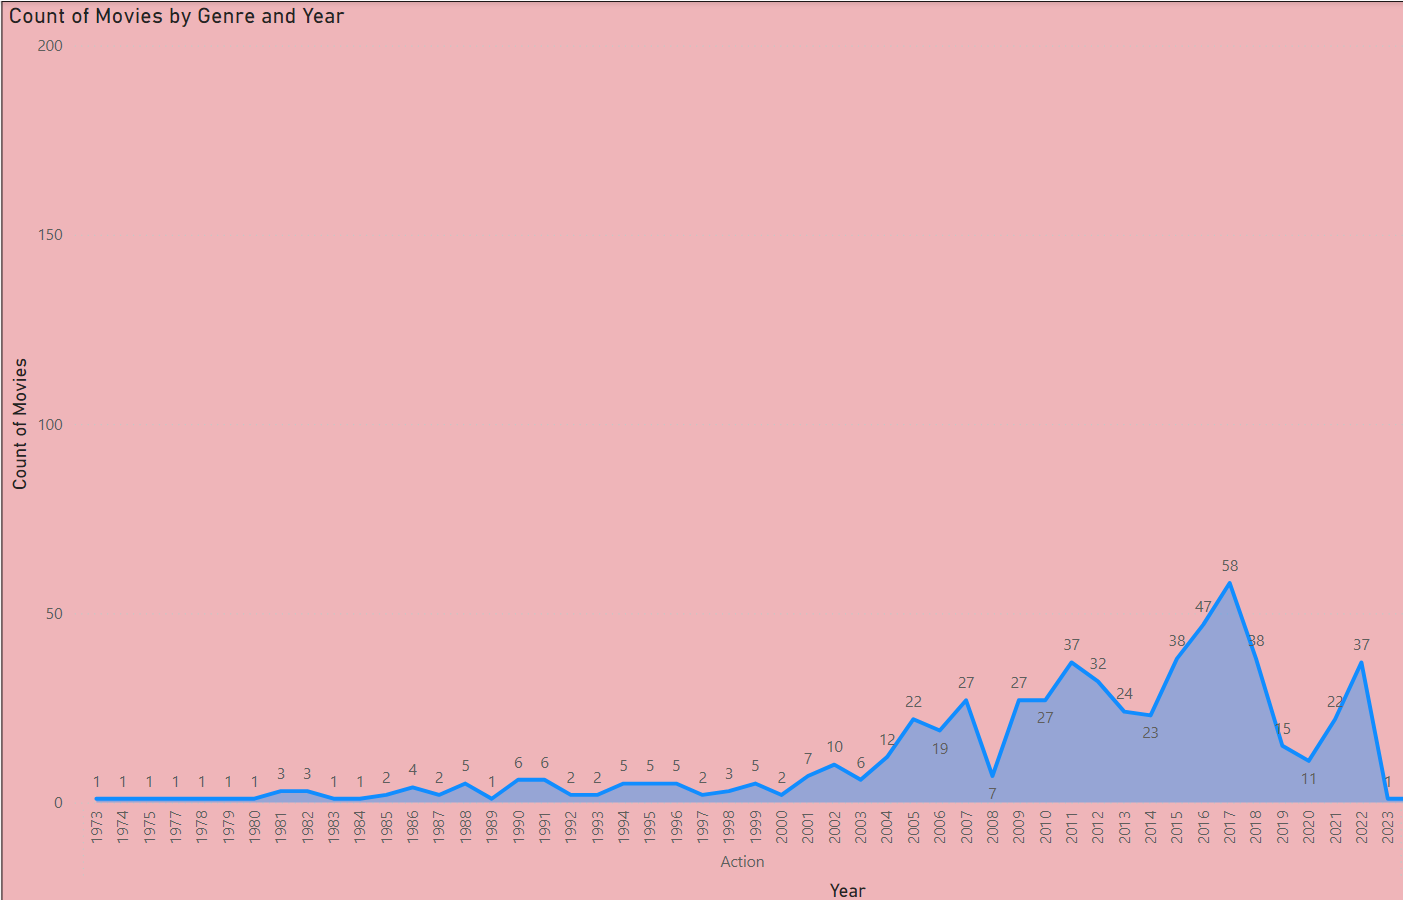 Count of Movies by Genre and Year
200
150
100
50
0
Count of Movies
1 1 1 1 1 1 1 3 3 1 1 2 4 2 5 1 6 6 2 2 5 5 5 2 3 5 2 7 10 6 12 22 19 27 7 27 27 37 32 24 23 38 47 58 38 15 11 22 37 1
1973 1974 1975 1977 1978 1979 1980 1981 1982 1983 1984 1985 1986 1987 1988 1989 1990 1991 1992 1993 1994 1995 1996 1997 1998 1999 2000 2001 2002 2003 2004 2005 2006 2007 2008 2009 2010 2011 2012 2013 2014 2015 2016 2017 2018 2019 2020 2021 2022 2023
Action
Year